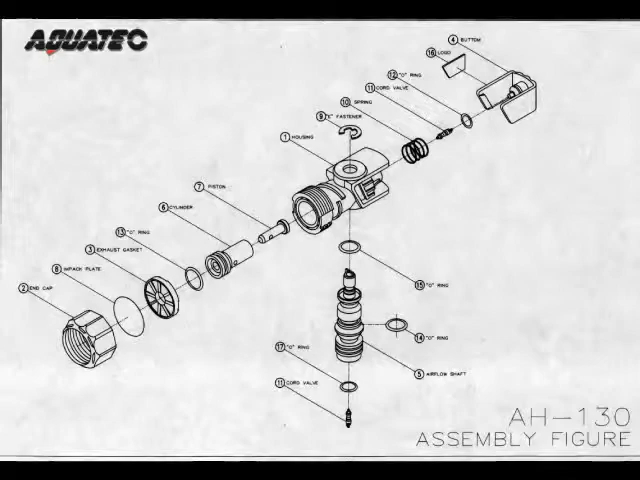 AQUATEC
4 BUTTOM
16 LOGO
12 "O" RING
11 CORD VALVE
10 SPRING
9 "E" FASTENER
1 HOUSING
7 PISTON
6 CYLINDER
13 "O" RING
3 EXHAUST GASKET
8 IMPACK PLATE
2 END CAP
15 "O" RING
14 "O" RING
17 "O" RING
5 AIRFLOW SHAFT
11 CORD VALVE
AH-130
ASSEMBLY FIGURE